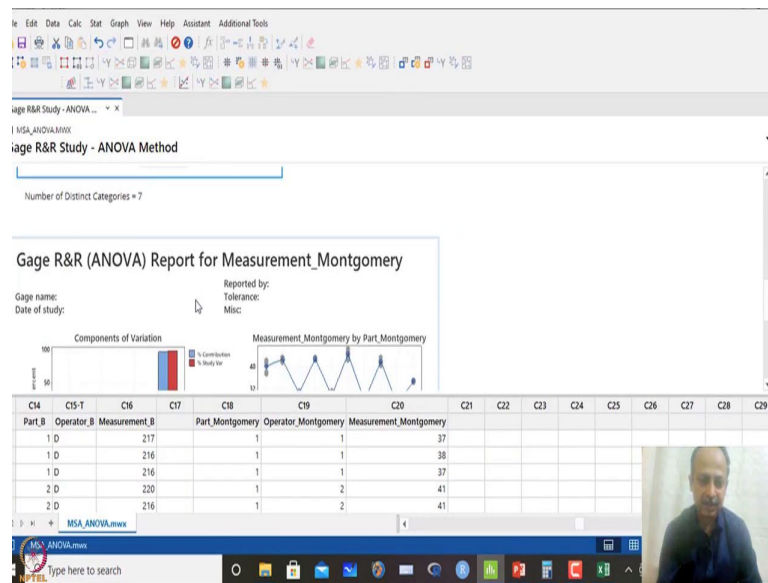 Edit Data Calc Stat Graph View Help Assistant Additional Tools
age R&R Study - ANOVA ...
MSA_ANOVA.MWX
Gage R&R Study - ANOVA Method
Number of Distinct Categories = 7
Gage R&R (ANOVA) Report for Measurement_Montgomery
Reported by:
Gage name: Tolerance:
Date of study: Misc:
Components of Variation Measurement_Montgomery by Part_Montgomery
100
50
% Contribution
% Study Var
48
32
C14 C15-T C16 C17 C18 C19 C20 C21 C22 C23 C24 C25 C26 C27 C28 C29
Part_B Operator_B Measurement_B Part_Montgomery Operator_Montgomery Measurement_Montgomery
1 D 217 1 1 37
1 D 216 1 1 38
1 D 216 1 1 37
2 D 220 1 2 41
2 D 216 1 2 41
MSA_ANOVA.mwx
MSA_ANOVA.mwx
Type here to search
NPTEL